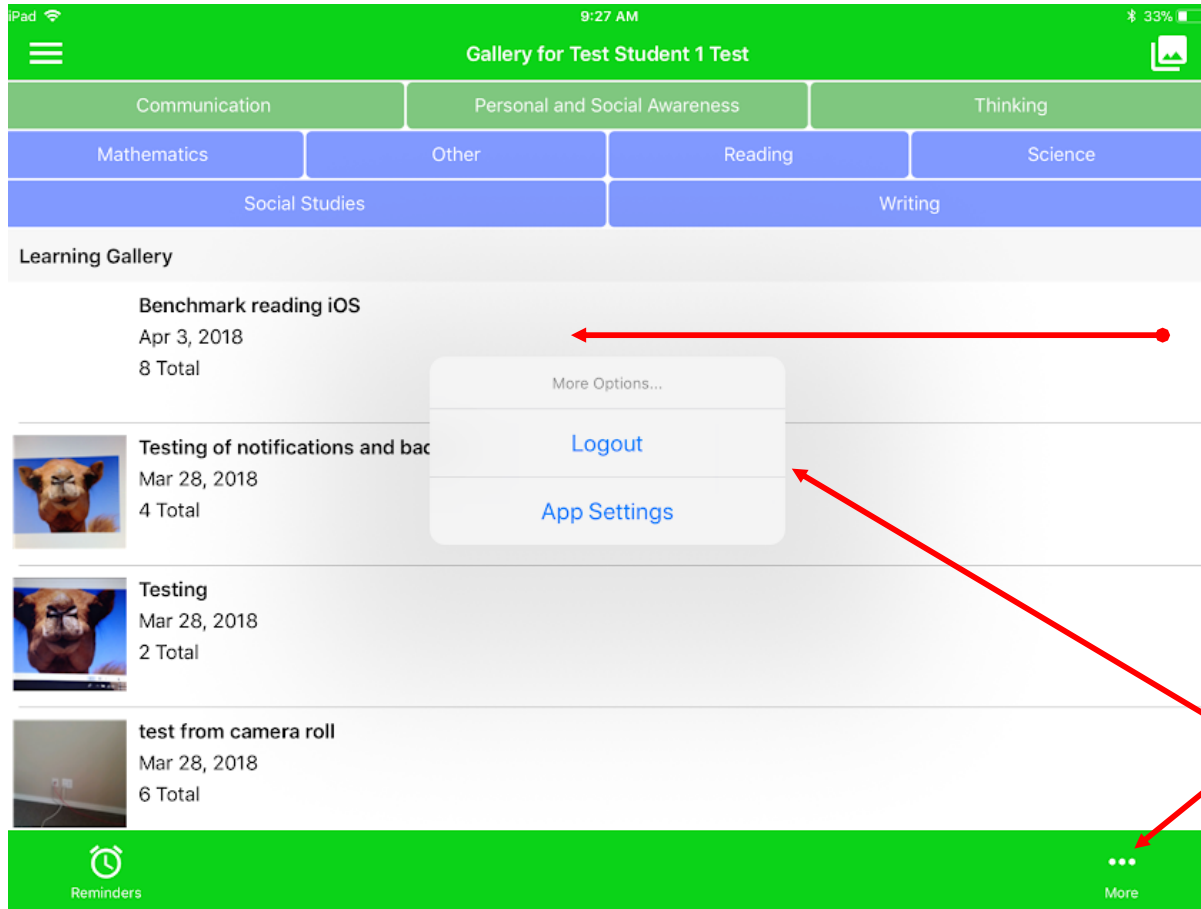 iPad 9:27 AM 33%
Gallery for Test Student 1 Test
Communication Personal and Social Awareness Thinking
Mathematics Other Reading Science
Social Studies Writing
Learning Gallery
Benchmark reading iOS
Apr 3, 2018
8 Total
More Options...
Logout
App Settings
Testing of notifications and bac
Mar 28, 2018
4 Total
Testing
Mar 28, 2018
2 Total
test from camera roll
Mar 28, 2018
6 Total
Reminders
More